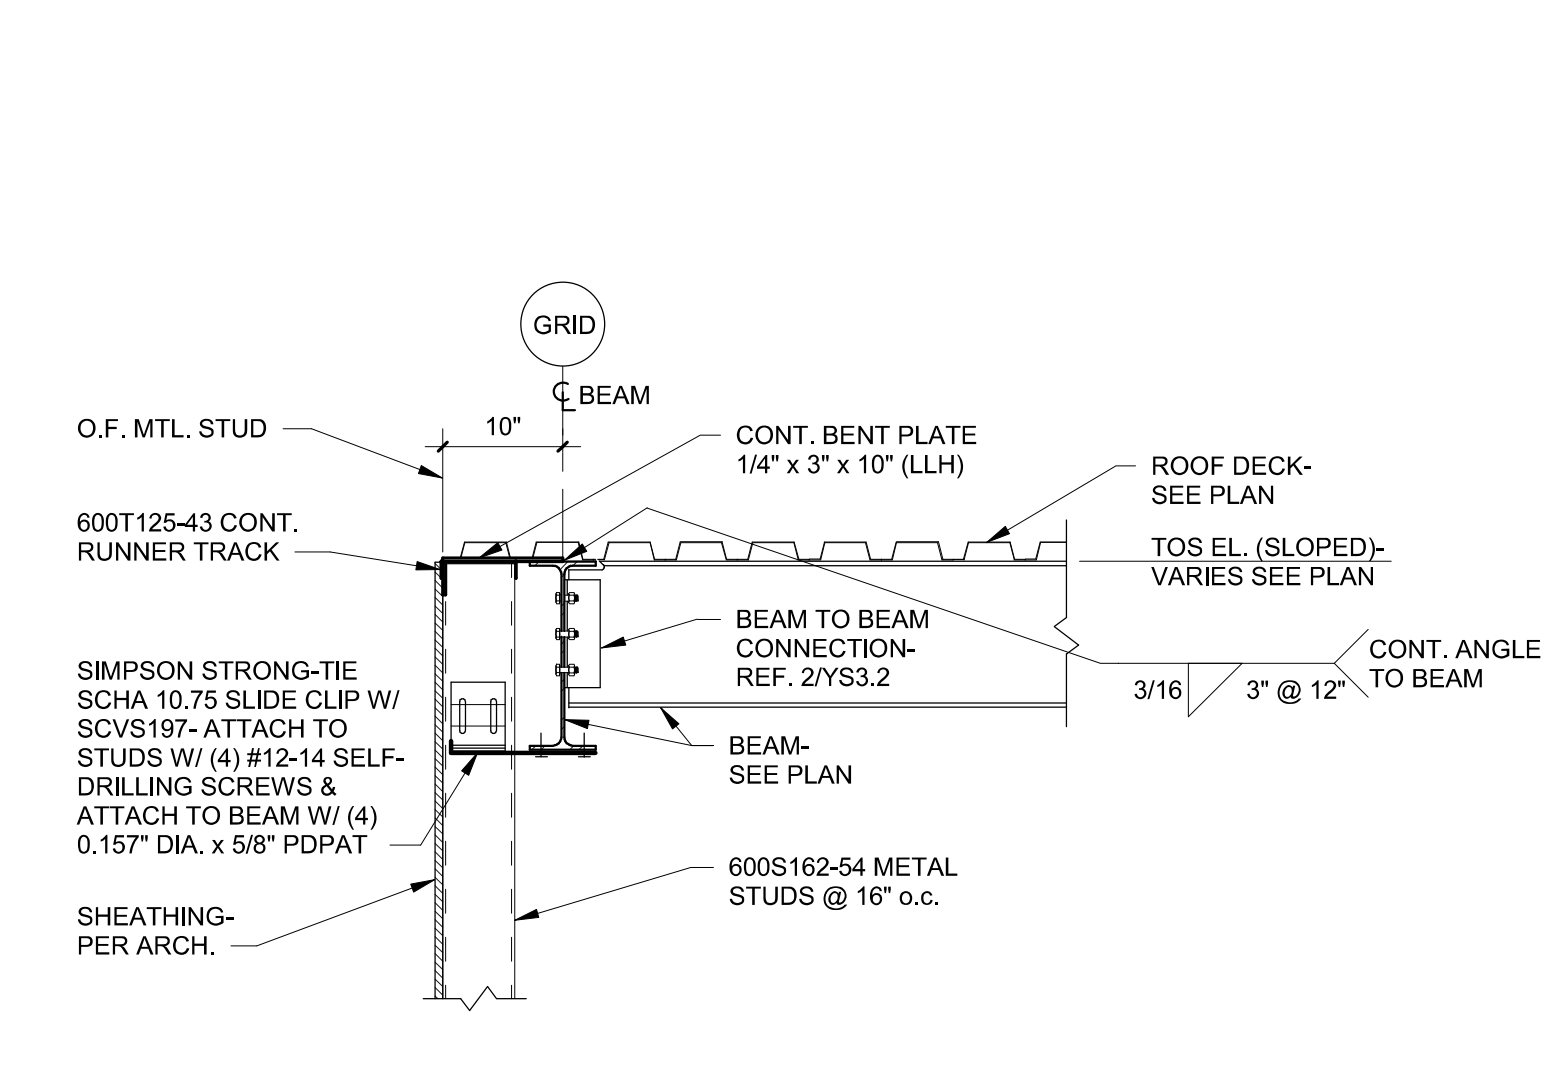 GRID
℄ BEAM
10"
O.F. MTL. STUD
CONT. BENT PLATE
1/4" x 3" x 10" (LLH)
ROOF DECK-
SEE PLAN
600T125-43 CONT.
RUNNER TRACK
TOS EL. (SLOPED)-
VARIES SEE PLAN
BEAM TO BEAM
CONNECTION-
REF. 2/YS3.2
CONT. ANGLE
TO BEAM
3/16
3" @ 12"
SIMPSON STRONG-TIE
SCHA 10.75 SLIDE CLIP W/
SCVS197- ATTACH TO
STUDS W/ (4) #12-14 SELF-
DRILLING SCREWS &
ATTACH TO BEAM W/ (4)
0.157" DIA. x 5/8" PDPAT
BEAM-
SEE PLAN
600S162-54 METAL
STUDS @ 16" o.c.
SHEATHING-
PER ARCH.